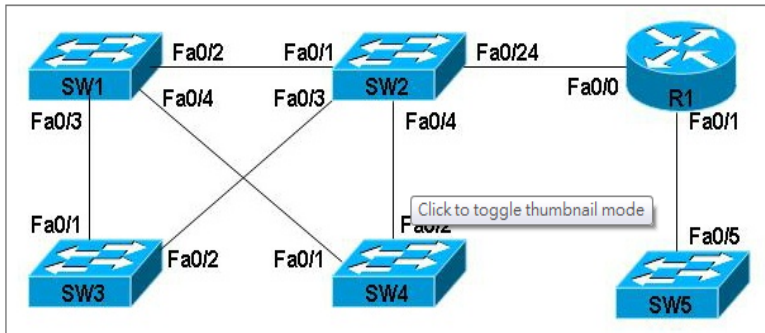 Fa0/2 Fa0/1 Fa0/24
SW1 SW2
Fa0/4 Fa0/3 Fa0/0 R1
Fa0/3 Fa0/4 Fa0/1
Click to toggle thumbnail mode
Fa0/1 Fa0/2
Fa0/5
Fa0/2 Fa0/1
SW3 SW4 SW5